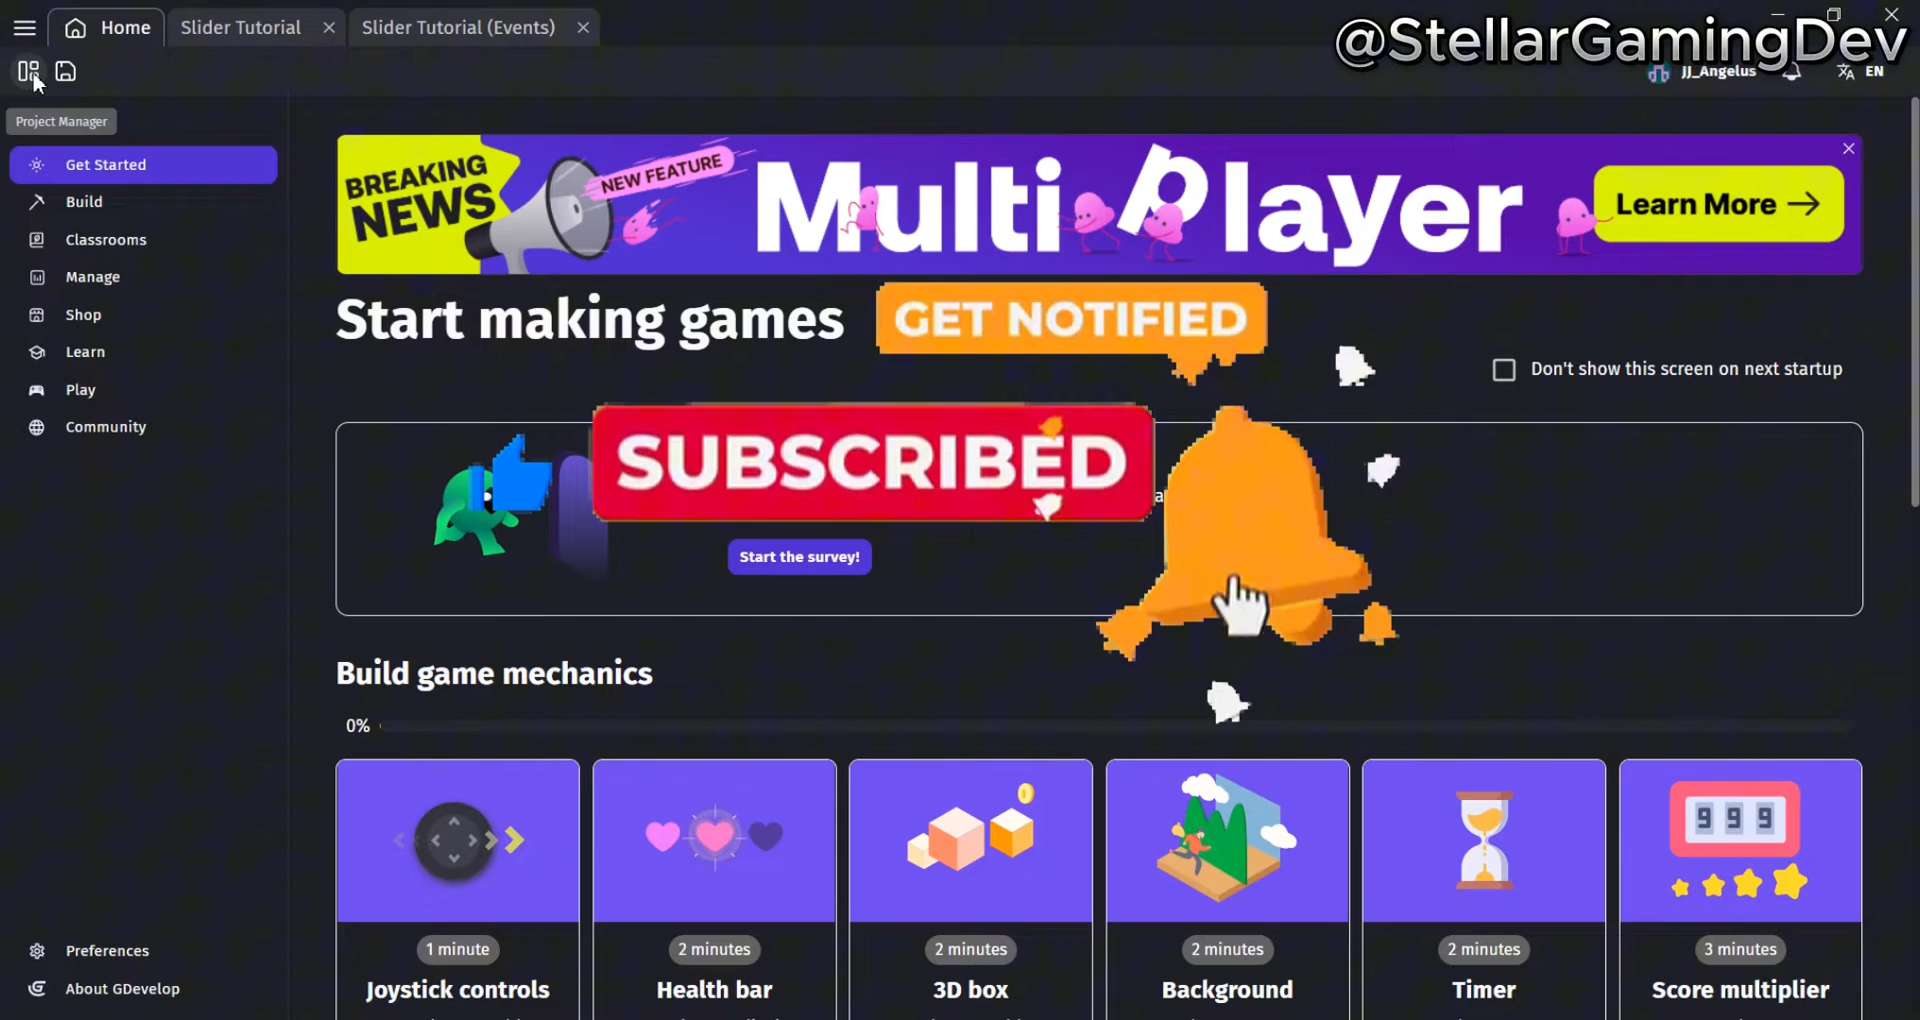 Home
Slider Tutorial
Slider Tutorial (Events)
@StellarGamingDev
JJ_Angelus
EN
Project Manager
Get Started
Build
Classrooms
Manage
Shop
Learn
Play
Community
Preferences
About GDevelop
BREAKING
NEWS
NEW FEATURE
Multiplayer
Learn More
Start making games
GET NOTIFIED
Don't show this screen on next startup
SUBSCRIBED
Start the survey!
Build game mechanics
0%
999
1 minute
2 minutes
2 minutes
2 minutes
2 minutes
3 minutes
Joystick controls
Health bar
3D box
Background
Timer
Score multiplier